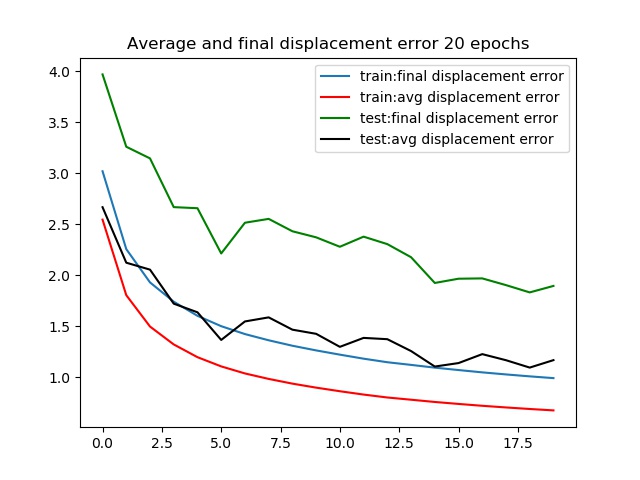 Average and final displacement error 20 epochs
train:final displacement error
train:avg displacement error
test:final displacement error
test:avg displacement error
4.0
3.5
3.0
2.5
2.0
1.5
1.0
0.0 2.5 5.0 7.5 10.0 12.5 15.0 17.5